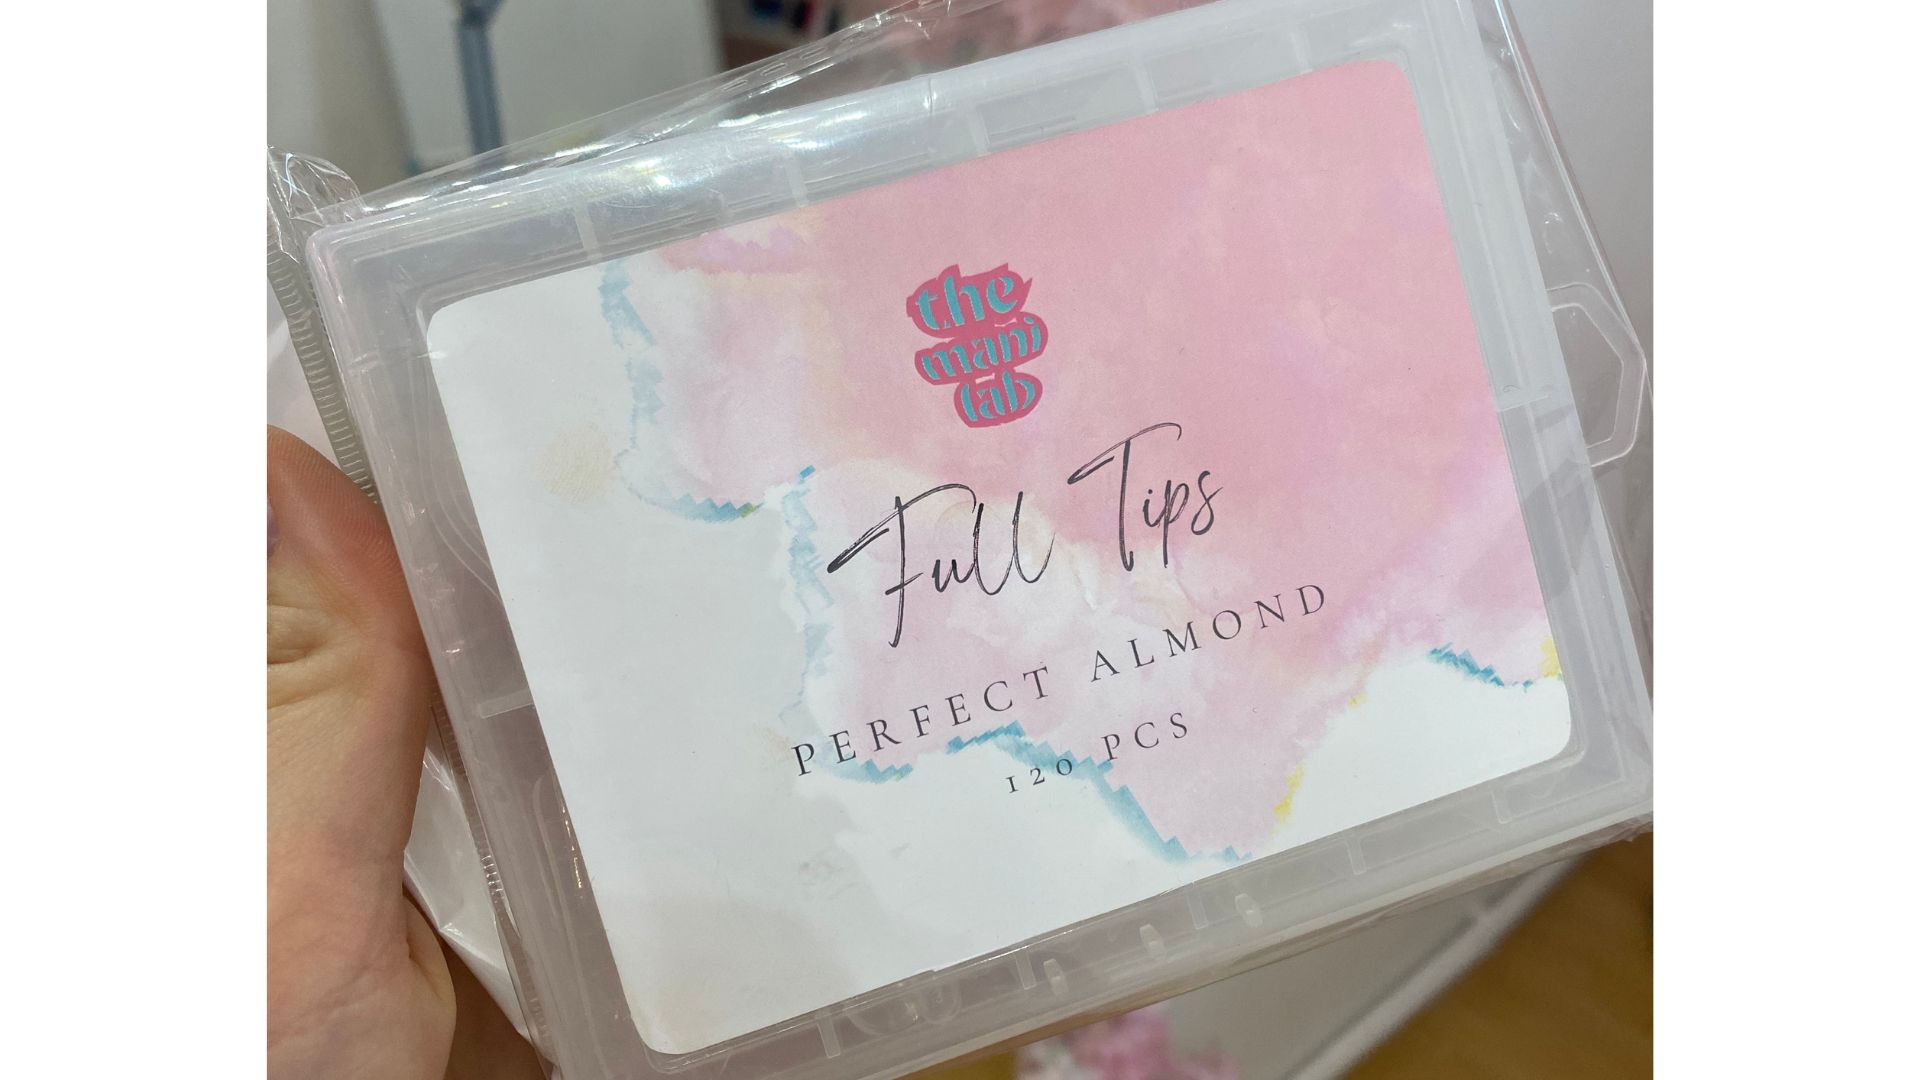 the
mani
lab
Full Tips
PERFECT ALMOND
120 PCS